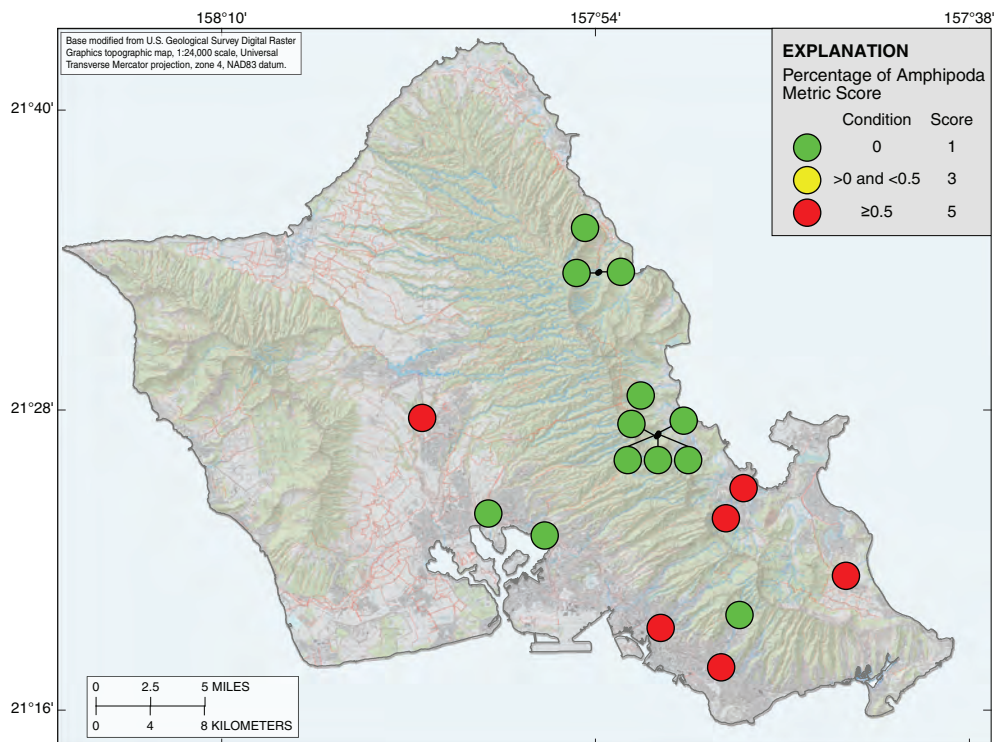 158°10' 157°54' 157°38'
Base modified from U.S. Geological Survey Digital Raster
Graphics topographic map, 1:24,000 scale, Universal
Transverse Mercator projection, zone 4, NAD83 datum.
EXPLANATION
Percentage of Amphipoda
Metric Score
Condition Score
0 1
>0 and <0.5 3
≥0.5 5
21°40'
21°28'
21°16'
0 2.5 5 MILES
0 4 8 KILOMETERS